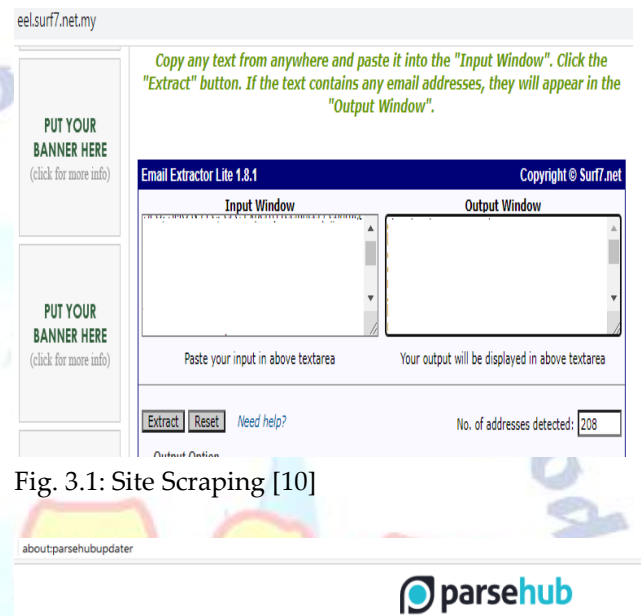 eel.surf7.net.my
Copy any text from anywhere and paste it into the "Input Window". Click the
"Extract" button. If the text contains any email addresses, they will appear in the
"Output Window".
PUT YOUR
BANNER HERE
(click for more info)
Email Extractor Lite 1.8.1 Copyright © Surf7.net
Input Window Output Window
PUT YOUR
BANNER HERE
(click for more info)
Paste your input in above textarea Your output will be displayed in above textarea
Extract Reset Need help? No. of addresses detected: 208
Output Option
Fig. 3.1: Site Scraping [10]
about:parsehubupdater
parsehub